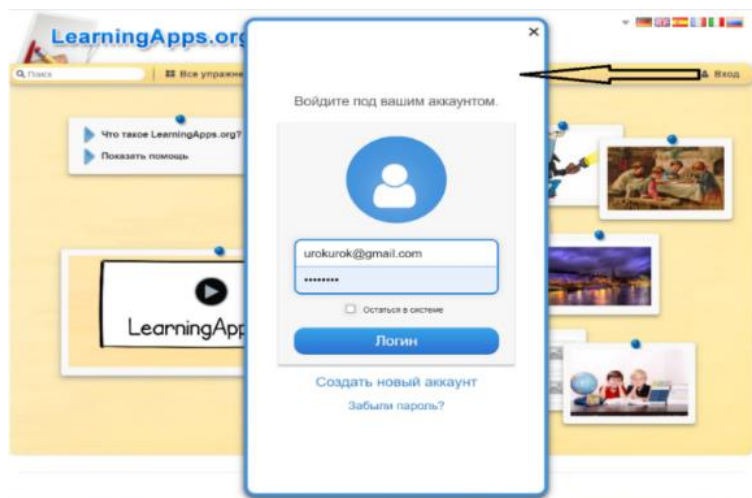 LearningApps.org
Поиск
Все упражне
Вход
Что такое LearningApps.org?
Показать помощь
LearningApp
×
Войдите под вашим аккаунтом.
urokurok@gmail.com
••••••••
Остаться в системе
Логин
Создать новый аккаунт
Забыли пароль?